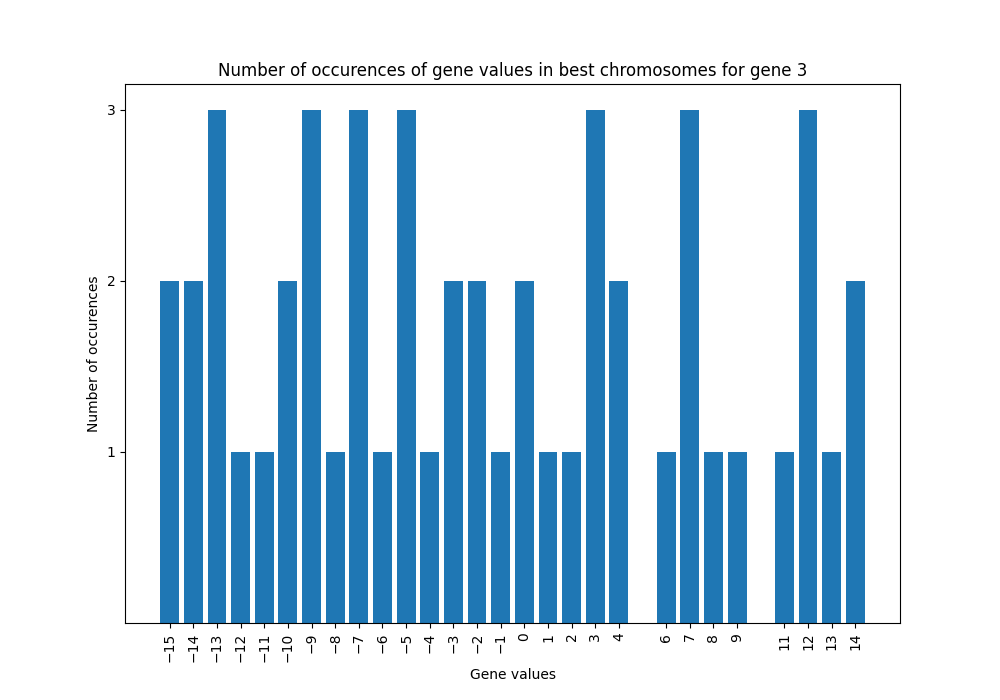 Number of occurences of gene values in best chromosomes for gene 3
Number of occurences
3
2
1
−15 −14 −13 −12 −11 −10 −9 −8 −7 −6 −5 −4 −3 −2 −1 0 1 2 3 4 6 7 8 9 11 12 13 14
Gene values